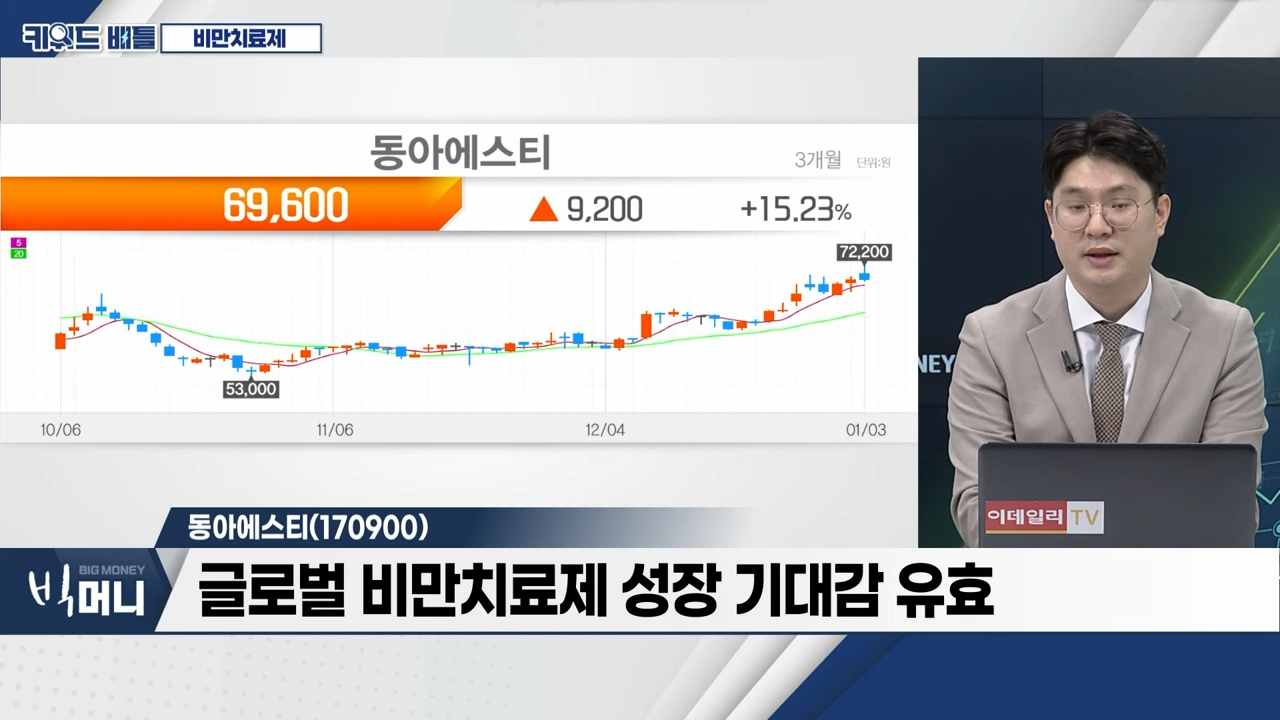 키워드 배틀
비만치료제
동아에스티
3개월 단위:원
69,600 ▲ 9,200 +15.23%
5
20
72,200
53,000
10/06 11/06 12/04 01/03
NEY
이데일리 TV
동아에스티(170900)
BIG MONEY
빅머니
글로벌 비만치료제 성장 기대감 유효